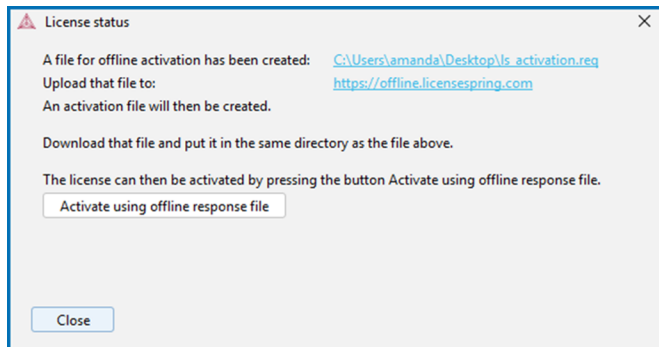 License status
A file for offline activation has been created: C:\Users\amanda\Desktop\ls_activation.req
Upload that file to: https://offline.licensespring.com
An activation file will then be created.
Download that file and put it in the same directory as the file above.
The license can then be activated by pressing the button Activate using offline response file.
Activate using offline response file
Close